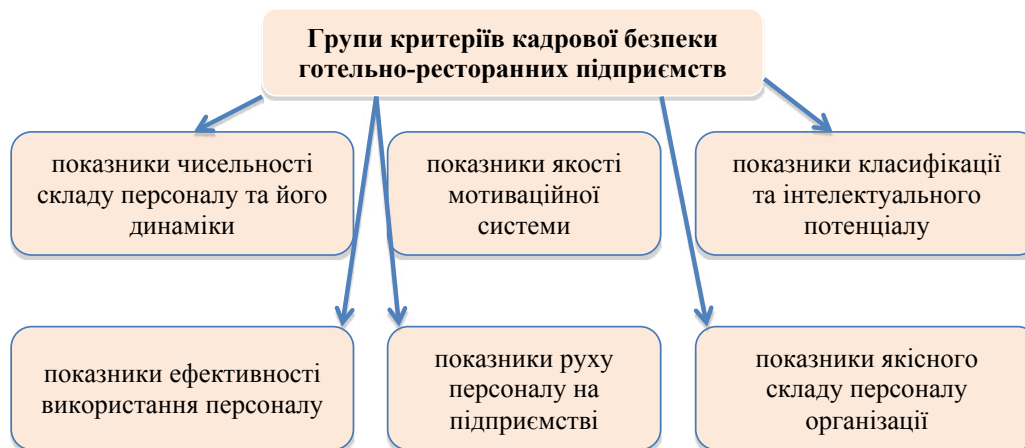 Групи критеріїв кадрової безпеки
готельно-ресторанних підприємств
показники чисельності
складу персоналу та його
динаміки
показники якості
мотиваційної
системи
показники класифікації
та інтелектуального
потенціалу
показники ефективності
використання персоналу
показники руху
персоналу на
підприємстві
показники якісного
складу персоналу
організації